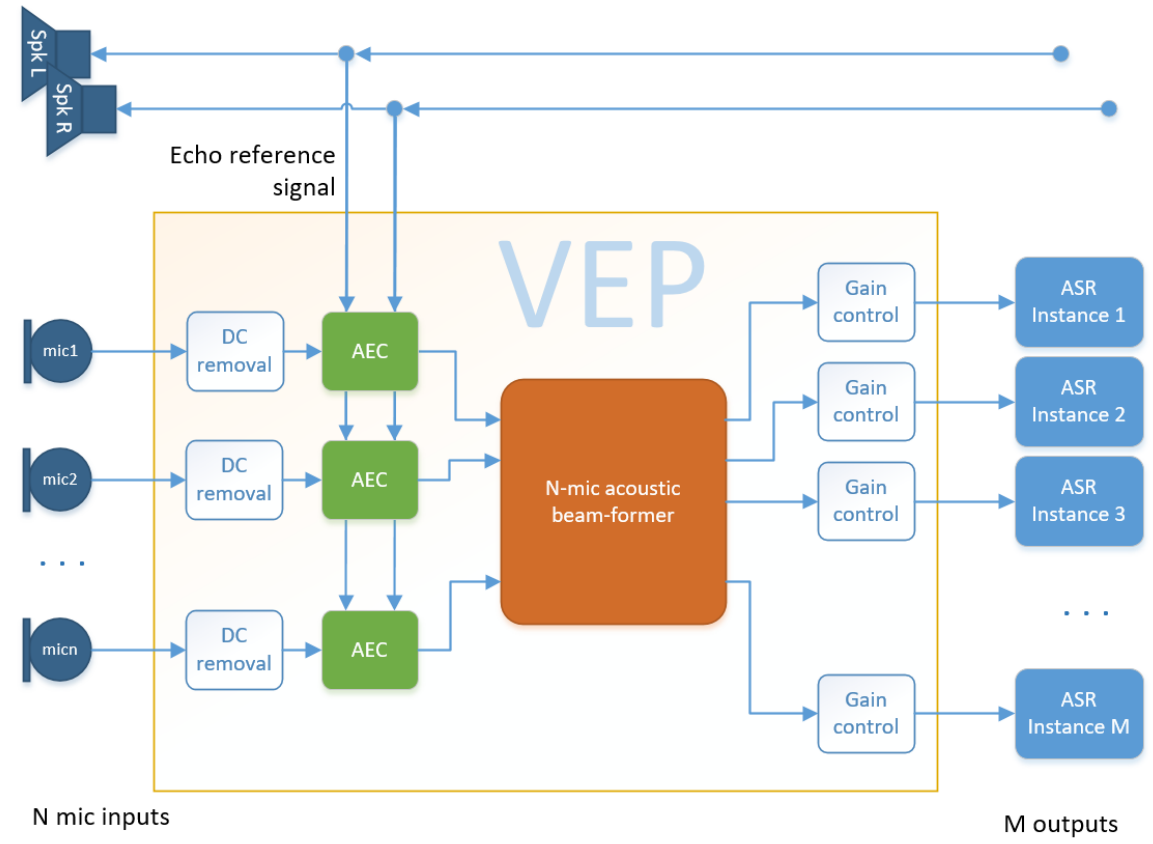 Spk L
Spk R
Echo reference
signal
VEP
mic1
DC
removal
AEC
Gain
control
ASR
Instance 1
mic2
DC
removal
AEC
Gain
control
ASR
Instance 2
N-mic acoustic
beam-former
Gain
control
ASR
Instance 3
. . .
. . .
micn
DC
removal
AEC
Gain
control
ASR
Instance M
N mic inputs
M outputs